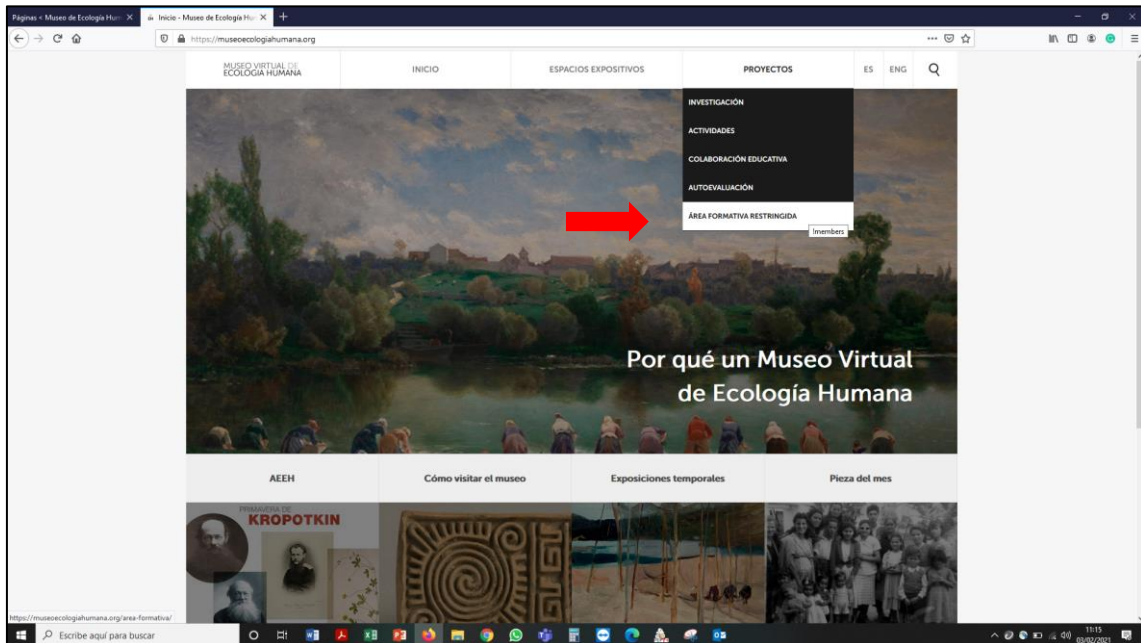 Páginas < Museo de Ecología Hum
Inicio - Museo de Ecología Hu
https://museoecologiahumana.org
MUSEO VIRTUAL DE
ECOLOGÍA HUMANA
INICIO
ESPACIOS EXPOSITIVOS
PROYECTOS
ES
ENG
INVESTIGACIÓN
ACTIVIDADES
COLABORACIÓN EDUCATIVA
AUTOEVALUACIÓN
ÁREA FORMATIVA RESTRINGIDA
!members
Por qué un Museo Virtual
de Ecología Humana
AEEH
Cómo visitar el museo
Exposiciones temporales
Pieza del mes
PRIMAVERA DE
KROPOTKIN
https://museoecologiahumana.org/area-formativa/
Escribe aquí para buscar
11:15
03/02/2021